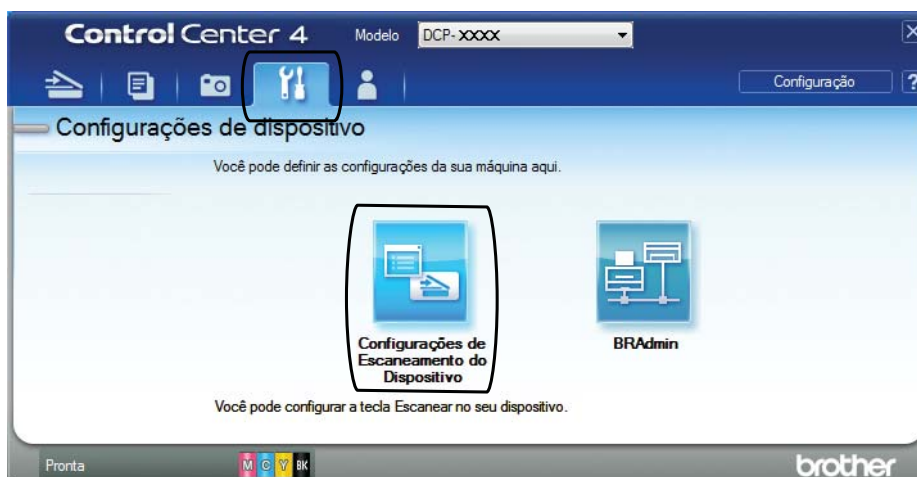 Control Center 4
Modelo
DCP-XXXX
Configuração
?
Configurações de dispositivo
Você pode definir as configurações da sua máquina aqui.
Configurações de
Escaneamento do
Dispositivo
BRAdmin
Você pode configurar a tecla Escanear no seu dispositivo.
Pronta
M C Y BK
brother